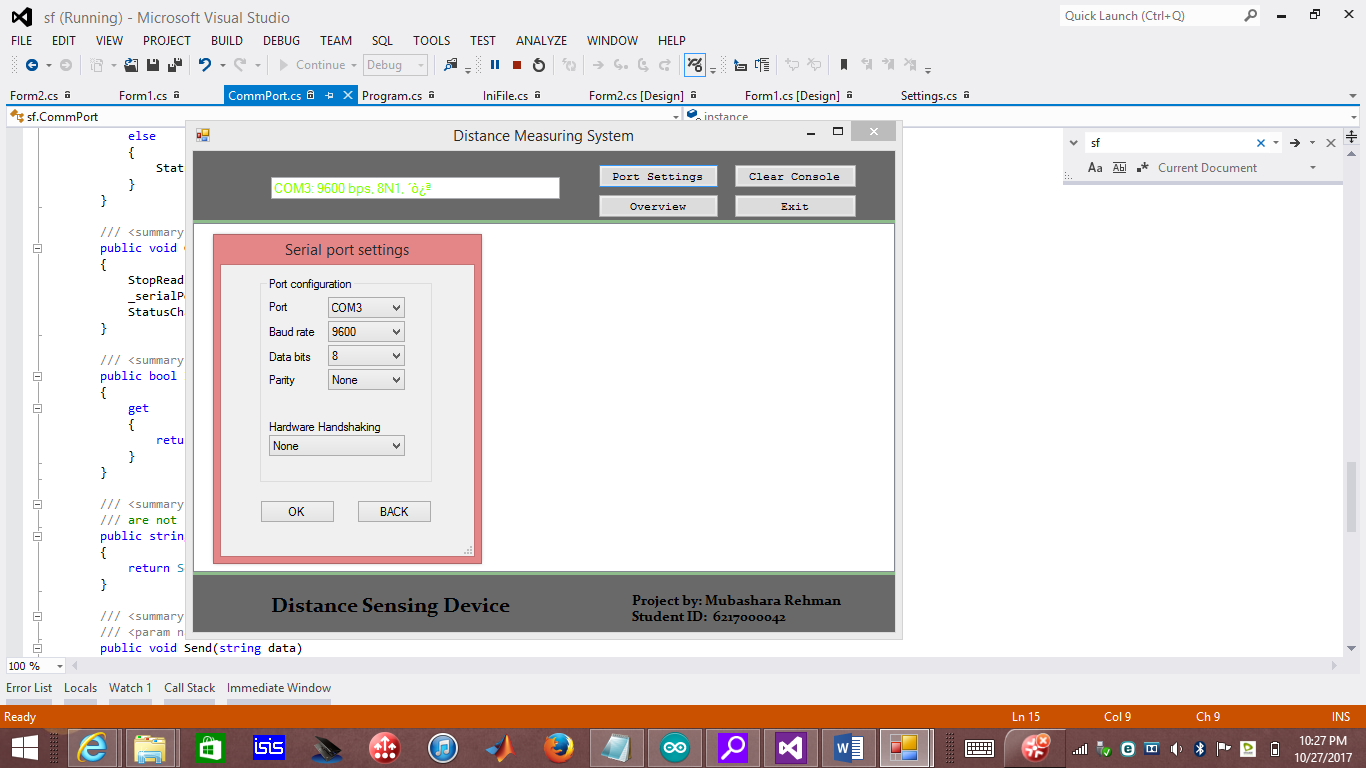 sf (Running) - Microsoft Visual Studio
Quick Launch (Ctrl+Q)
FILE EDIT VIEW PROJECT BUILD DEBUG TEAM SQL TOOLS TEST ANALYZE WINDOW HELP
Continue Debug
Form2.cs Form1.cs CommPort.cs Program.cs IniFile.cs Form2.cs [Design] Form1.cs [Design] Settings.cs
sf.CommPort instance
Distance Measuring System
COM3: 9600 bps, 8N1, ´ò¿ª
Port Settings Clear Console
Overview Exit
sf
Aa Ab Current Document
else
{
Stat
}
}
/// <summary
public void
{
StopRead
_serialP
StatusCh
}
/// <summary
public bool
{
get
{
retu
}
}
/// <summary
/// are not
public strin
{
return S
}
/// <summary
/// <param n
public void Send(string data)
Serial port settings
Port configuration
Port COM3
Baud rate 9600
Data bits 8
Parity None
Hardware Handshaking
None
OK BACK
Distance Sensing Device
Project by: Mubashara Rehman
Student ID: 6217000042
100 %
Error List Locals Watch 1 Call Stack Immediate Window
Ready Ln 15 Col 9 Ch 9 INS
isis
10:27 PM
10/27/2017